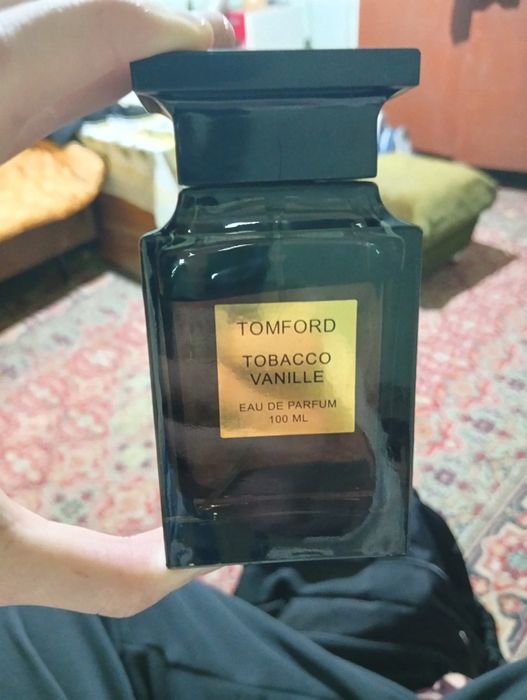 TOMFORD
TOBACCO
VANILLE
EAU DE PARFUM
100 ML